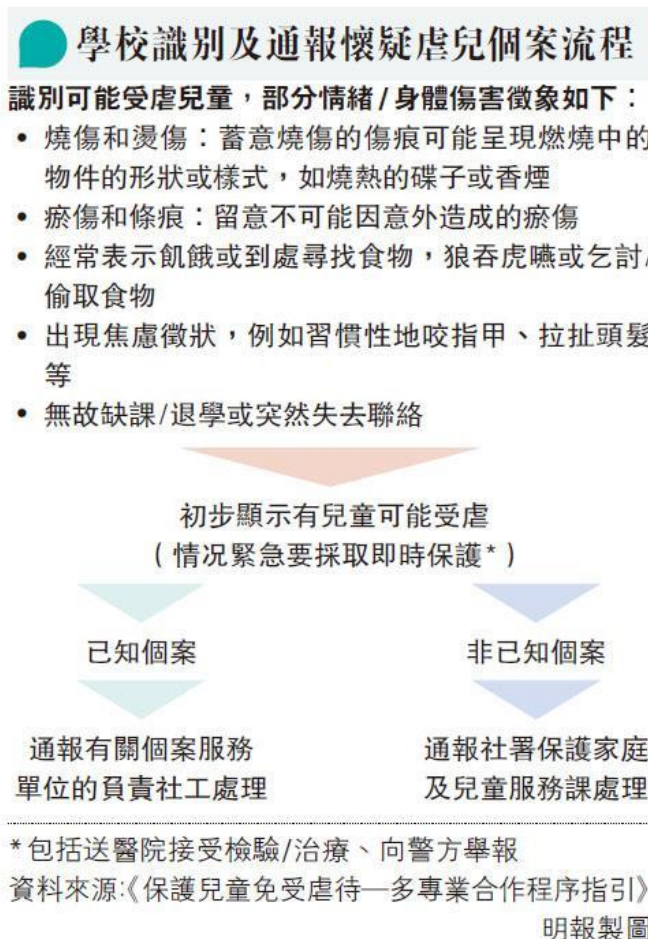 學校識別及通報懷疑虐兒個案流程
識別可能受虐兒童，部分情緒/身體傷害徵象如下：
• 燒傷和燙傷：蓄意燒傷的傷痕可能呈現燃燒中的
物件的形狀或樣式，如燒熱的碟子或香煙
• 瘀傷和條痕：留意不可能因意外造成的瘀傷
• 經常表示飢餓或到處尋找食物，狼吞虎嚥或乞討/
偷取食物
• 出現焦慮徵狀，例如習慣性地咬指甲、拉扯頭髮
等
• 無故缺課/退學或突然失去聯絡
初步顯示有兒童可能受虐
(情况緊急要採取即時保護*)
已知個案
非已知個案
通報有關個案服務
單位的負責社工處理
通報社署保護家庭
及兒童服務課處理
*包括送醫院接受檢驗/治療、向警方舉報
資料來源:《保護兒童免受虐待—多專業合作程序指引》
明報製圖